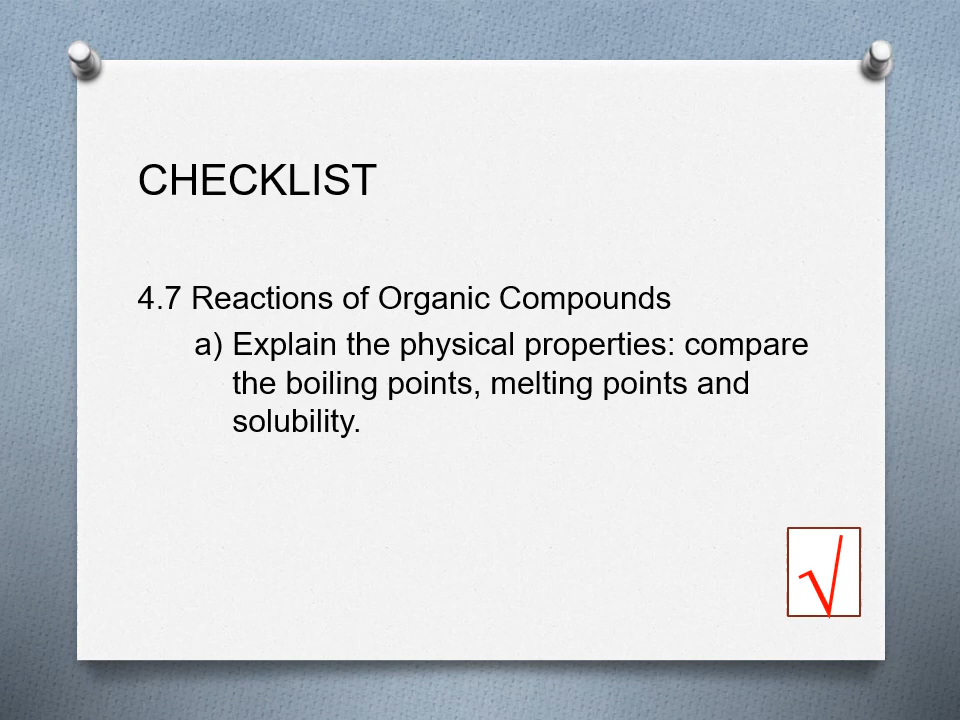 CHECKLIST
4.7 Reactions of Organic Compounds
a) Explain the physical properties: compare
the boiling points, melting points and
solubility.
√